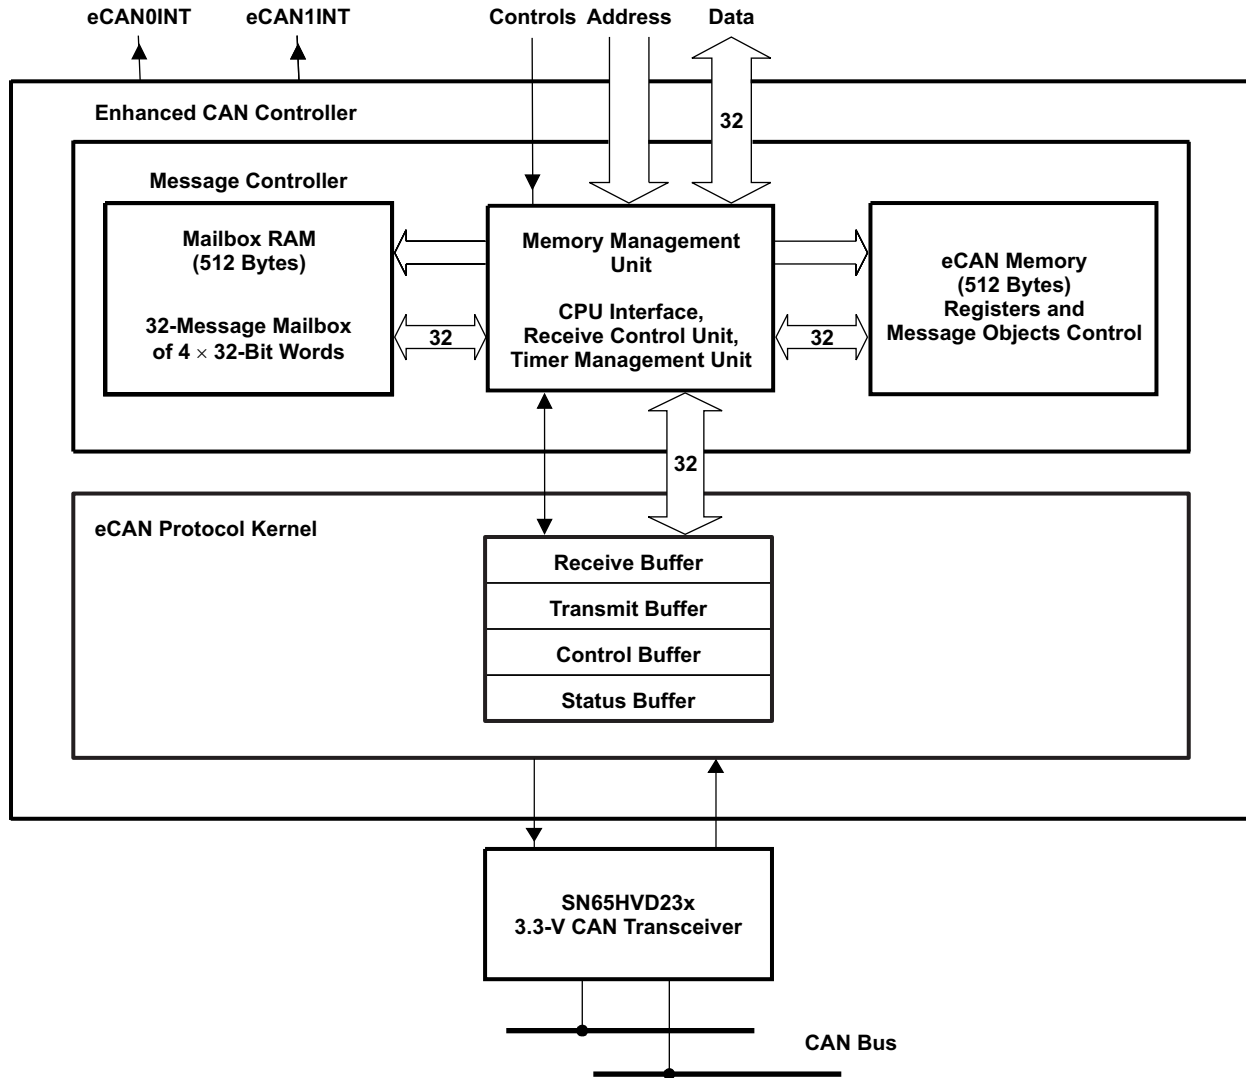 eCAN0INT
eCAN1INT
Controls
Address
Data
32
Enhanced CAN Controller
Message Controller
Mailbox RAM
(512 Bytes)
32-Message Mailbox
of 4 × 32-Bit Words
32
Memory Management
Unit
CPU Interface,
Receive Control Unit,
Timer Management Unit
32
eCAN Memory
(512 Bytes)
Registers and
Message Objects Control
32
eCAN Protocol Kernel
Receive Buffer
Transmit Buffer
Control Buffer
Status Buffer
SN65HVD23x
3.3-V CAN Transceiver
CAN Bus